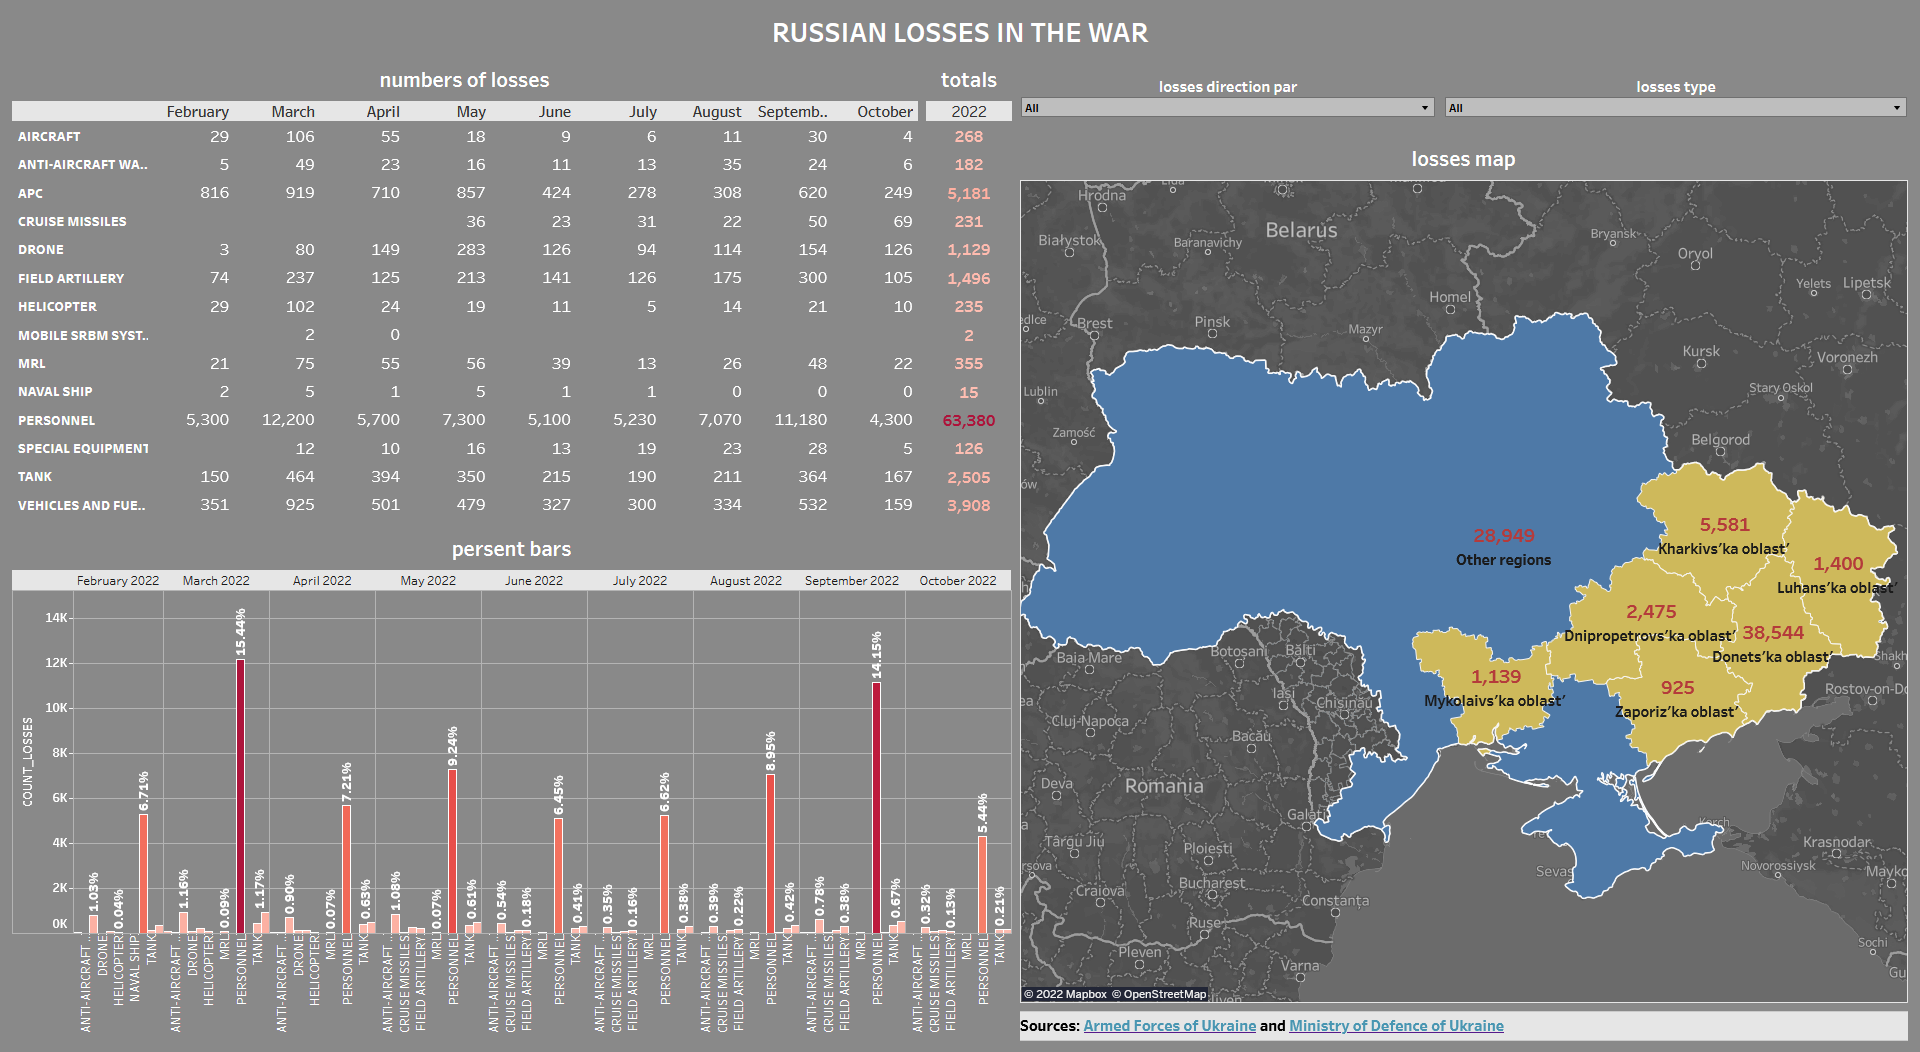 RUSSIAN LOSSES IN THE WAR
numbers of losses
totals
February March April May June July August Septemb.. October 2022
AIRCRAFT 29 106 55 18 9 6 11 30 4 268
ANTI-AIRCRAFT WA.. 5 49 23 16 11 13 35 24 6 182
APC 816 919 710 857 424 278 308 620 249 5,181
CRUISE MISSILES 36 23 31 22 50 69 231
DRONE 3 80 149 283 126 94 114 154 126 1,129
FIELD ARTILLERY 74 237 125 213 141 126 175 300 105 1,496
HELICOPTER 29 102 24 19 11 5 14 21 10 235
MOBILE SRBM SYST.. 2 0 2
MRL 21 75 55 56 39 13 26 48 22 355
NAVAL SHIP 2 5 1 5 1 1 0 0 0 15
PERSONNEL 5,300 12,200 5,700 7,300 5,100 5,230 7,070 11,180 4,300 63,380
SPECIAL EQUIPMENT 12 10 16 13 19 23 28 5 126
TANK 150 464 394 350 215 190 211 364 167 2,505
VEHICLES AND FUE.. 351 925 501 479 327 300 334 532 159 3,908
persent bars
February 2022 March 2022 April 2022 May 2022 June 2022 July 2022 August 2022 September 2022 October 2022
COUNT_LOSSES
14K
12K
10K
8K
6K
4K
2K
0K
1.03% 0.04% 6.71%
1.16% 0.09% 15.44% 1.17%
0.90% 0.07% 7.21% 0.63%
1.08% 0.07% 9.24% 0.61%
0.54% 0.18% 6.45% 0.41%
0.35% 0.16% 6.62% 0.38%
0.39% 0.22% 8.95% 0.42%
0.78% 0.38% 14.15% 0.67%
0.32% 0.13% 5.44% 0.21%
ANTI-AIRCRAFT .. DRONE HELICOPTER NAVAL SHIP TANK
ANTI-AIRCRAFT .. DRONE HELICOPTER MRL PERSONNEL TANK
ANTI-AIRCRAFT .. DRONE HELICOPTER MRL PERSONNEL TANK
ANTI-AIRCRAFT .. CRUISE MISSILES FIELD ARTILLERY MRL PERSONNEL TANK
ANTI-AIRCRAFT .. CRUISE MISSILES FIELD ARTILLERY MRL PERSONNEL TANK
ANTI-AIRCRAFT .. CRUISE MISSILES FIELD ARTILLERY MRL PERSONNEL TANK
ANTI-AIRCRAFT .. CRUISE MISSILES FIELD ARTILLERY MRL PERSONNEL TANK
ANTI-AIRCRAFT .. CRUISE MISSILES FIELD ARTILLERY MRL PERSONNEL TANK
ANTI-AIRCRAFT .. CRUISE MISSILES FIELD ARTILLERY MRL PERSONNEL TANK
losses direction par
All
losses type
All
losses map
Lida
Hrodna
Belarus
Białystok
Baranavichy
Bryansk
Oryol
Yelets
Lipetsk
Homel
Brest
Pinsk
Mazyr
Kursk
Voronezh
Lublin
Stary Oskol
Zamość
Belgorod
28,949
Other regions
5,581
Kharkivs'ka oblast'
1,400
Luhans'ka oblast'
2,475
Dnipropetrovs'ka oblast'
38,544
Donets'ka oblast'
1,139
Mykolaivs'ka oblast'
925
Zaporiz'ka oblast'
Botoșani
Bălți
Baia Mare
Shakh
Rostov-on-Do
Iași
Chișinău
Cluj-Napoca
Bacău
Deva
Romania
Galați
Kerch
Târgu Jiu
Ploiești
Krasnodar
Novorossiysk
Mayko
Sevas
Bucharest
Craiova
Constanța
Ruse
Sochi
Pleven
Varna
Gu
Sliven
© 2022 Mapbox © OpenStreetMap
Sources: Armed Forces of Ukraine and Ministry of Defence of Ukraine